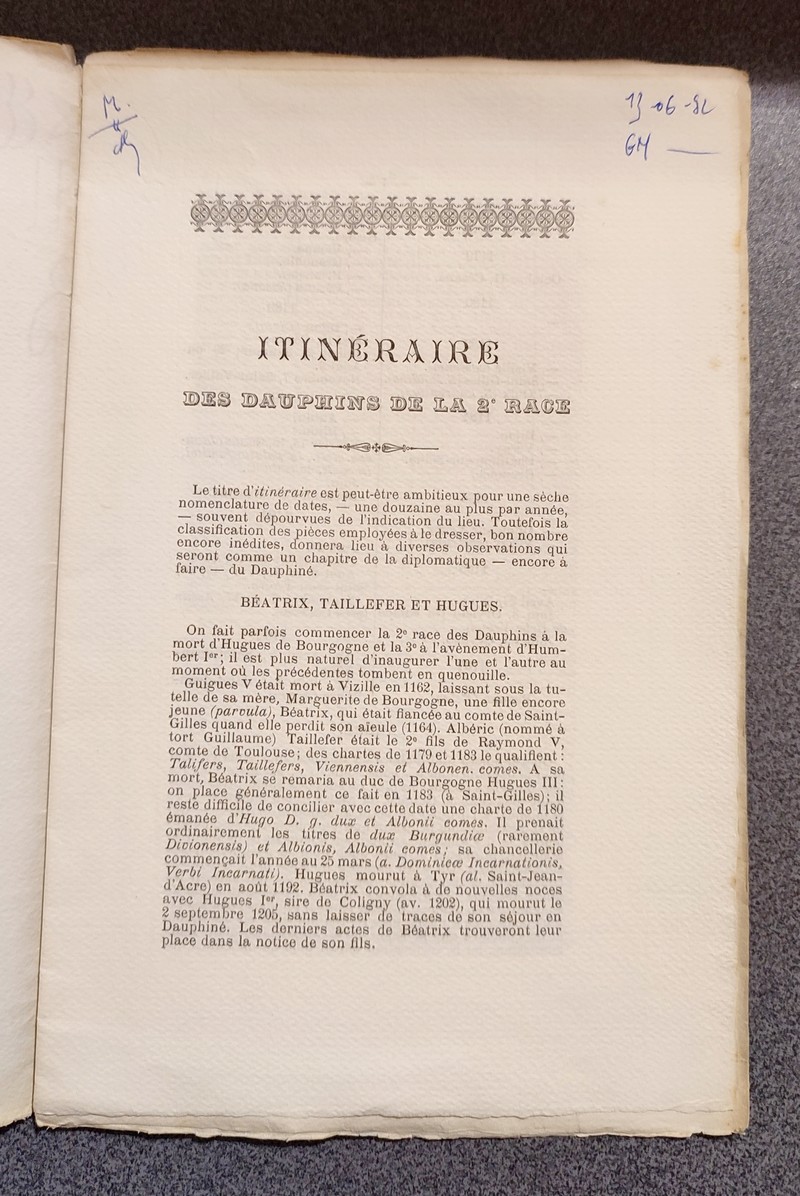 M.
13-06-82
GM —
ITINÉRAIRE
DES DAUPHINS DE LA 2e RACE
Le titre d'itinéraire est peut-être ambitieux pour une sèche
nomenclature de dates, — une douzaine au plus par année,
— souvent dépourvues de l'indication du lieu. Toutefois la
classification des pièces employées à le dresser, bon nombre
encore inédites, donnera lieu à diverses observations qui
seront comme un chapitre de la diplomatique — encore à
faire — du Dauphiné.
BÉATRIX, TAILLEFER ET HUGUES.
On fait parfois commencer la 2e race des Dauphins à la
mort d'Hugues de Bourgogne et la 3e à l'avènement d'Hum-
bert Ier; il est plus naturel d'inaugurer l'une et l'autre au
moment où les précédentes tombent en quenouille.
Guigues V était mort à Vizille en 1162, laissant sous la tu-
telle de sa mère, Marguerite de Bourgogne, une fille encore
jeune (parvula), Béatrix, qui était fiancée au comte de Saint-
Gilles quand elle perdit son aïeule (1164). Albéric (nommé à
tort Guillaume) Taillefer était le 2e fils de Raymond V,
comte de Toulouse; des chartes de 1179 et 1183 le qualifient :
Talifers, Taillefers, Viennensis et Albonen. comes. A sa
mort, Béatrix se remaria au duc de Bourgogne Hugues III :
on place généralement ce fait en 1183 (à Saint-Gilles); il
reste difficile de concilier avec cette date une charte de 1180
émanée d'Hugo D. g. dux et Albonii comes. Il prenait
ordinairement les titres de dux Burgundiæ (rarement
Divionensis) et Albionis, Albonii comes; sa chancellerie
commençait l'année au 25 mars (a. Dominicæ Incarnationis,
Verbi Incarnati). Hugues mourut à Tyr (al. Saint-Jean-
d'Acre) en août 1192. Béatrix convola à de nouvelles noces
avec Hugues Ier, sire de Coligny (av. 1202), qui mourut le
2 septembre 1205, sans laisser de traces de son séjour en
Dauphiné. Les derniers actes de Béatrix trouveront leur
place dans la notice de son fils.